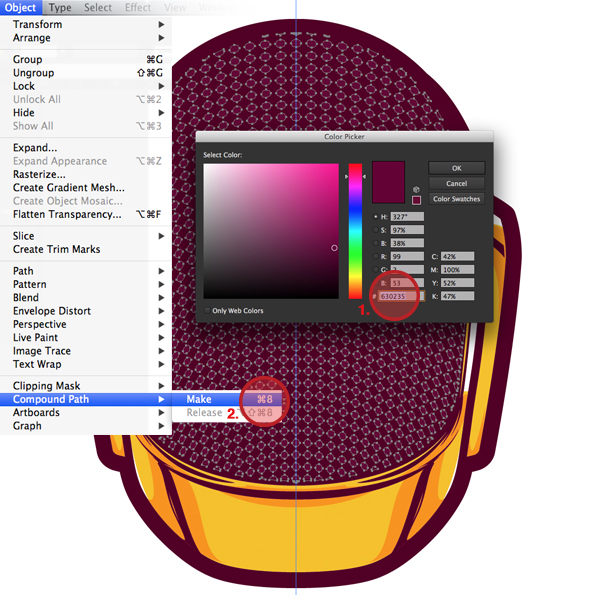 Object Type Select Effect View Window
Transform
Arrange
Group ⌘G
Ungroup ⇧⌘G
Lock
Unlock All ⌥⌘2
Hide
Show All ⌥⌘3
Expand...
Expand Appearance ⌥⌘Z
Rasterize...
Create Gradient Mesh...
Create Object Mosaic...
Flatten Transparency... ⌥⌘F
Slice
Create Trim Marks
Path
Pattern
Blend
Envelope Distort
Perspective
Live Paint
Image Trace
Text Wrap
Clipping Mask
Compound Path
Artboards
Graph
Make ⌘8
Release ⌥⇧⌘8
2.
Color Picker
Select Color:
OK
Cancel
Color Swatches
H: 327°
S: 97%
B: 38%
R: 99 C: 42%
G: 2 M: 100%
B: 53 Y: 52%
# 630235 K: 47%
1.
Only Web Colors